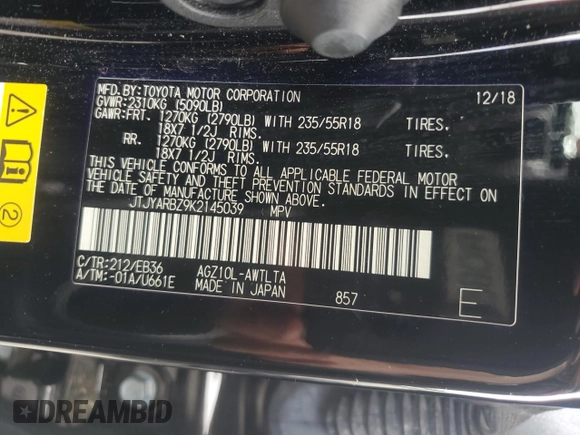 MFD.BY:TOYOTA MOTOR CORPORATION 12/18
GVWR:2310KG (5090LB)
GAWR:FRT. 1270KG (2790LB) WITH 235/55R18 TIRES.
18X7 1/2J RIMS.
RR. 1270KG (2790LB) WITH 235/55R18 TIRES.
18X7 1/2J RIMS.
THIS VEHICLE CONFORMS TO ALL APPLICABLE FEDERAL MOTOR
VEHICLE SAFETY AND THEFT PREVENTION STANDARDS IN EFFECT ON
THE DATE OF MANUFACTURE SHOWN ABOVE.
JTJYARBZ9K2145039 MPV
C/TR:212/EB36 AGZ10L-AWTLTA
A/TM:-01A/U661E MADE IN JAPAN 857 E
2
DREAMBID